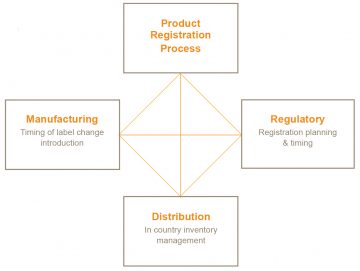 Product
Registration
Process
Manufacturing
Timing of label change
introduction
Regulatory
Registration planning
& timing
Distribution
In country inventory
management